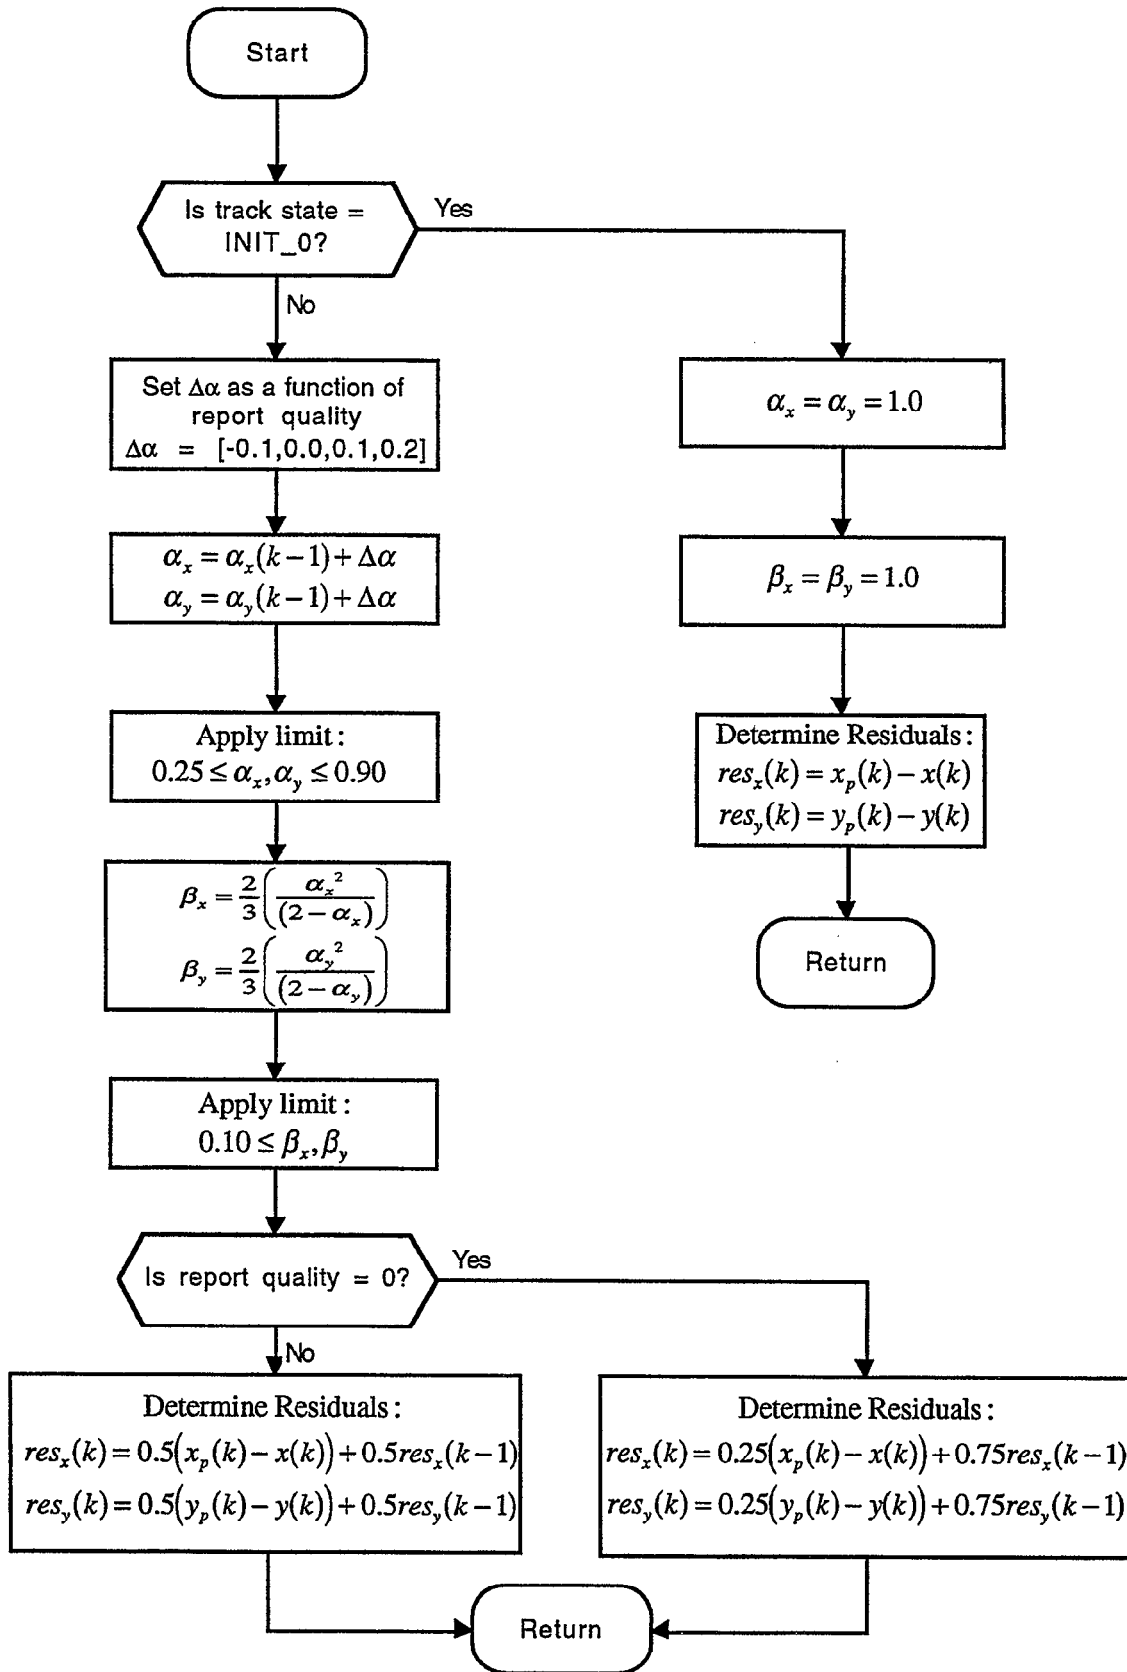 Start
Is track state =
INIT_0?
Yes
No
Set Δα as a function of
report quality
Δα = [-0.1,0.0,0.1,0.2]
α_x = α_y = 1.0
α_x = α_x(k−1) + Δα
α_y = α_y(k−1) + Δα
β_x = β_y = 1.0
Apply limit :
0.25 ≤ α_x, α_y ≤ 0.90
Determine Residuals :
res_x(k) = x_p(k) − x(k)
res_y(k) = y_p(k) − y(k)
β_x = 2/3 (α_x² / (2 − α_x))
β_y = 2/3 (α_y² / (2 − α_y))
Return
Apply limit :
0.10 ≤ β_x, β_y
Is report quality = 0?
Yes
No
Determine Residuals :
res_x(k) = 0.5(x_p(k) − x(k)) + 0.5res_x(k−1)
res_y(k) = 0.5(y_p(k) − y(k)) + 0.5res_y(k−1)
Determine Residuals :
res_x(k) = 0.25(x_p(k) − x(k)) + 0.75res_x(k−1)
res_y(k) = 0.25(y_p(k) − y(k)) + 0.75res_y(k−1)
Return